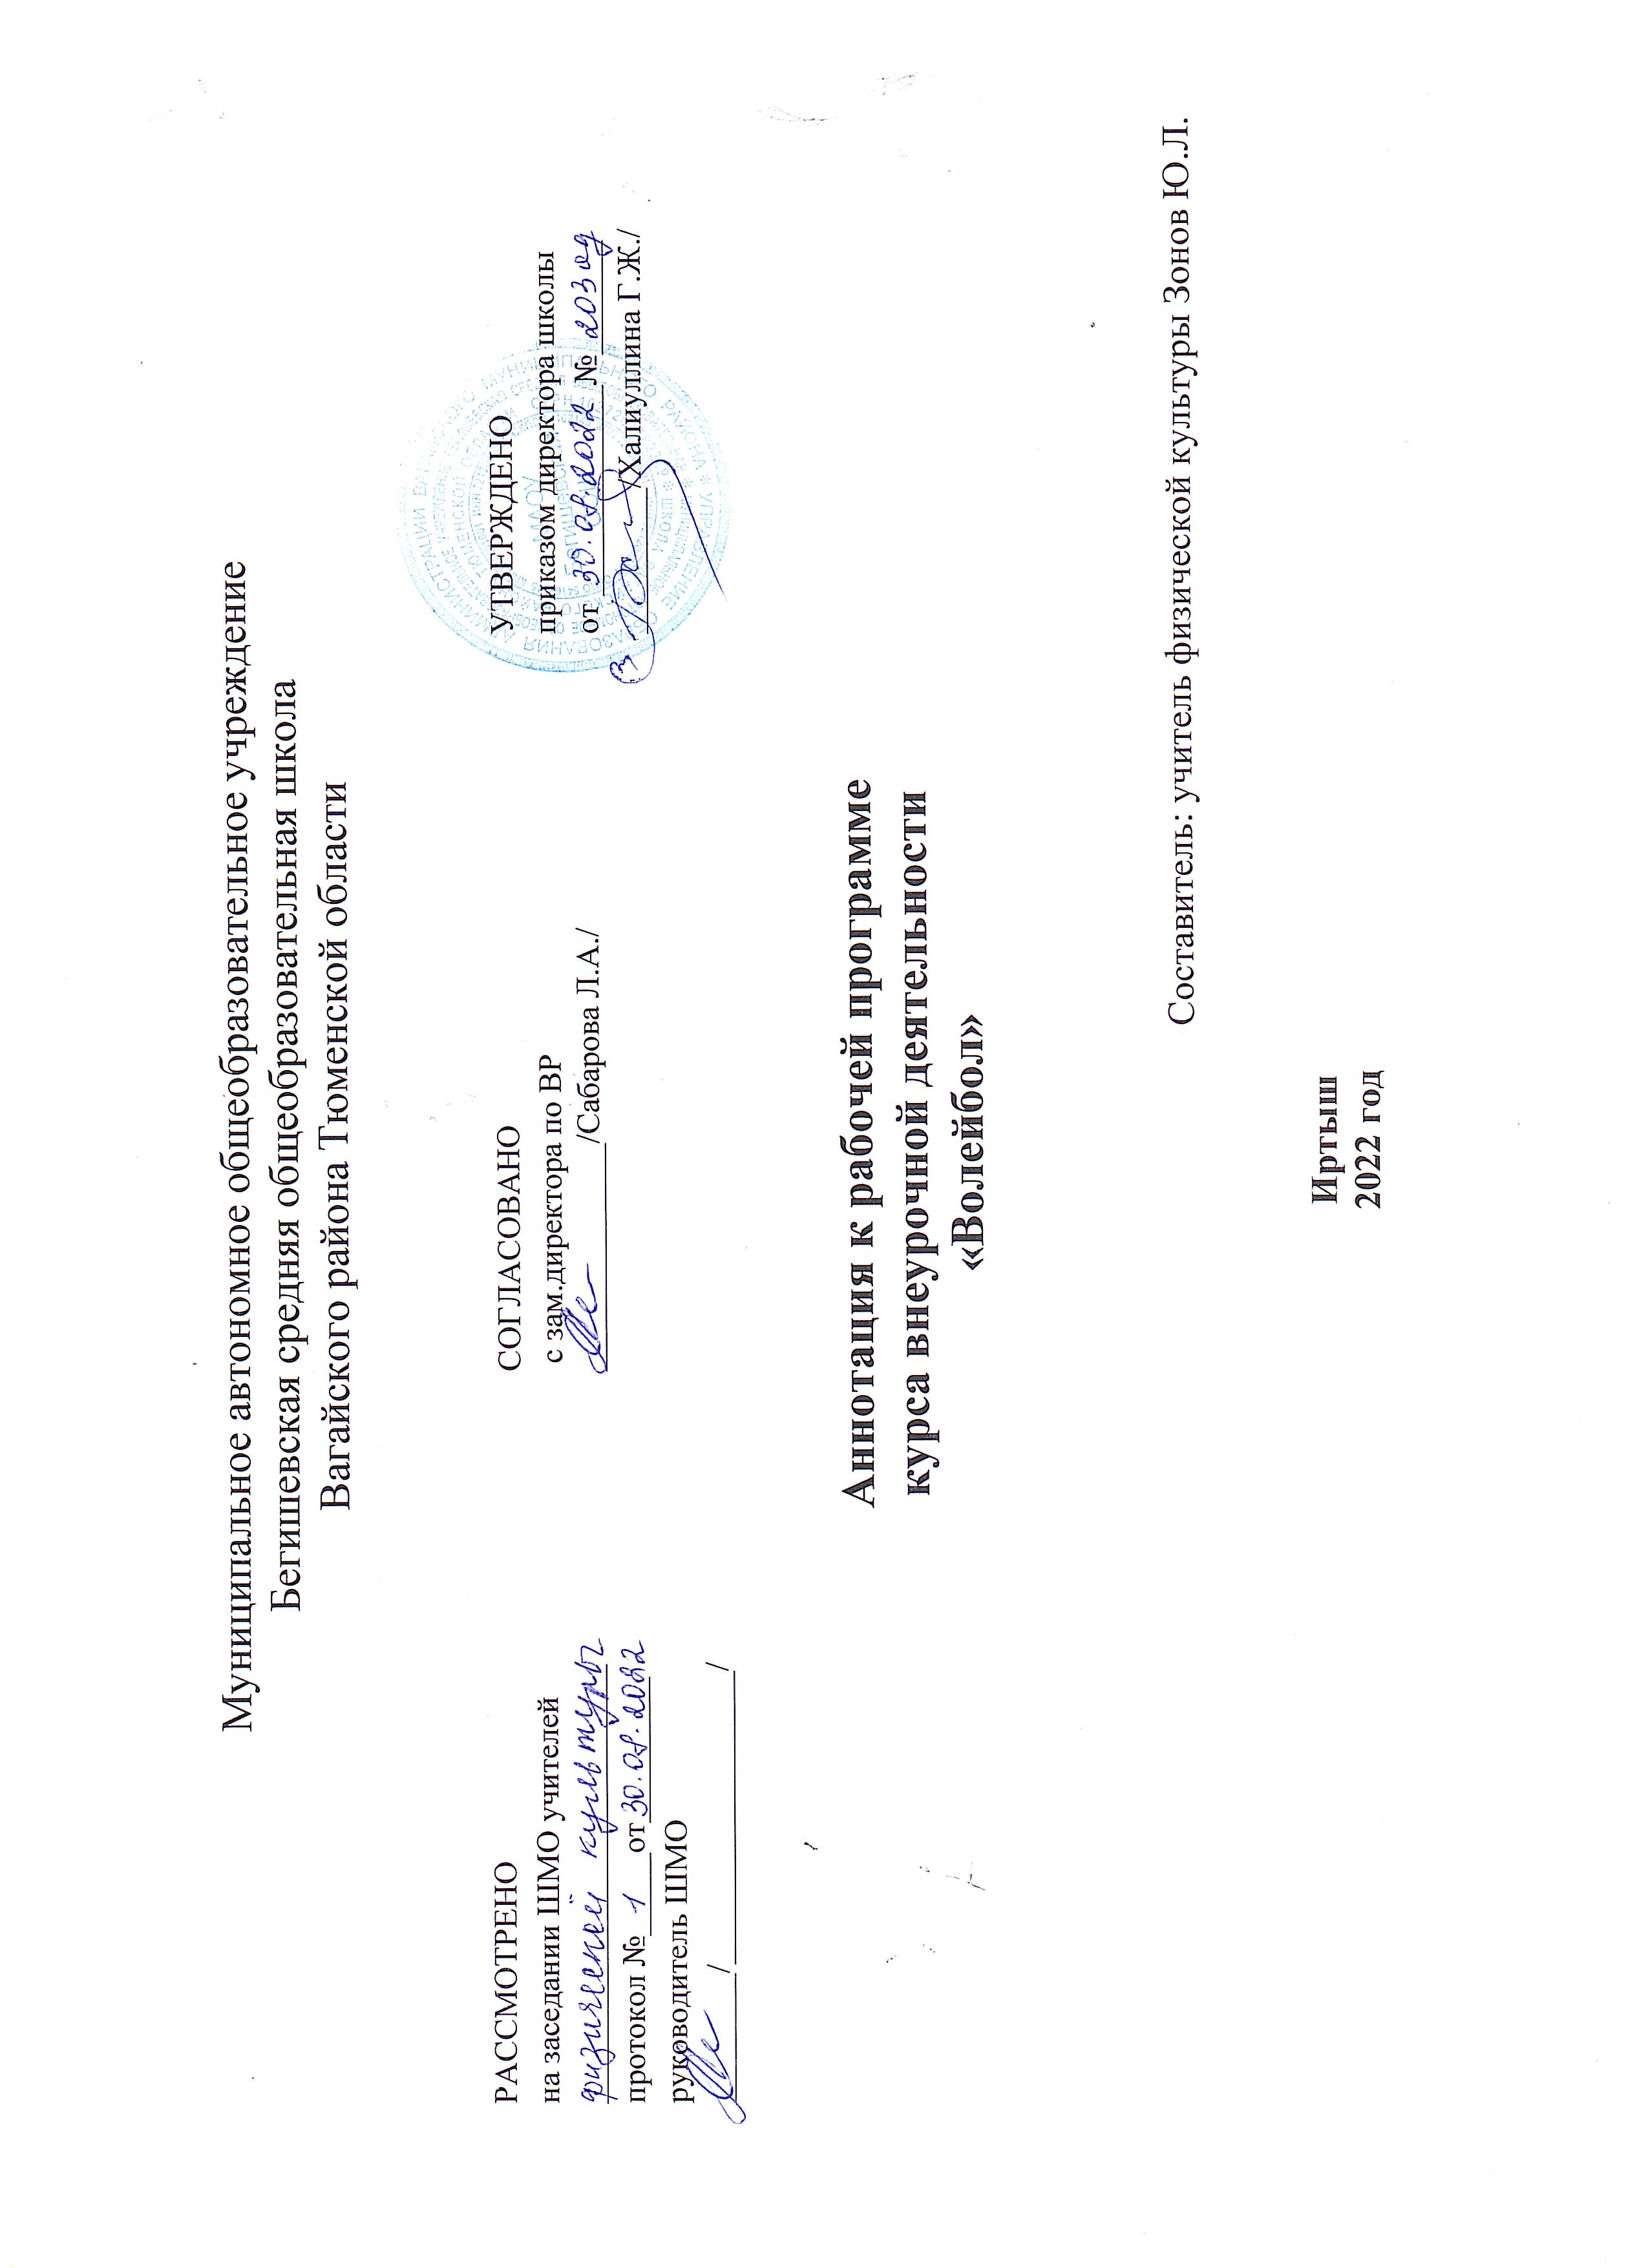 Муниципальное автономное общеобразовательное учреждение
Бегишевская средняя общеобразовательная школа
Вагайского района Тюменской области
РАССМОТРЕНО
на заседании ШМО учителей
физической культуры
протокол № 1 от 30.08.2022
руководитель ШМО
/ /
СОГЛАСОВАНО
с зам.директора по ВР
/Сабарова Л.А./
УТВЕРЖДЕНО
приказом директора школы
от 30.08.2022 № 203 од
/Халиуллина Г.Ж./
Аннотация к рабочей программе
курса внеурочной деятельности
«Волейбол»
Составитель: учитель физической культуры Зонов Ю.Л.
Иртыш
2022 год